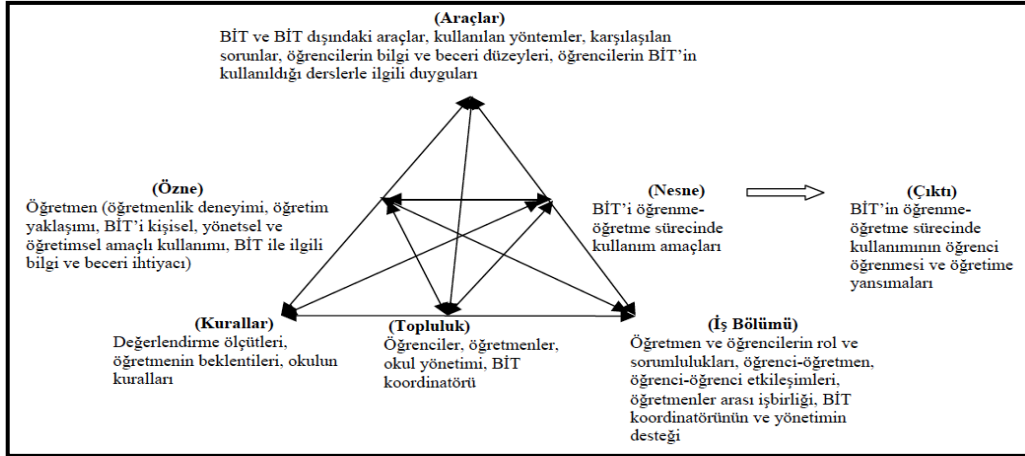 (Araçlar)
BİT ve BİT dışındaki araçlar, kullanılan yöntemler, karşılaşılan
sorunlar, öğrencilerin bilgi ve beceri düzeyleri, öğrencilerin BİT’in
kullanıldığı derslerle ilgili duyguları
(Özne)
Öğretmen (öğretmenlik deneyimi, öğretim
yaklaşımı, BİT’i kişisel, yönetsel ve
öğretimsel amaçlı kullanımı, BİT ile ilgili
bilgi ve beceri ihtiyacı)
(Nesne)
BİT’i öğrenme-
öğretme sürecinde
kullanım amaçları
(Çıktı)
BİT’in öğrenme-
öğretme sürecinde
kullanımının öğrenci
öğrenmesi ve öğretime
yansımaları
(Kurallar)
Değerlendirme ölçütleri,
öğretmenin beklentileri, okulun
kuralları
(Topluluk)
Öğrenciler, öğretmenler,
okul yönetimi, BİT
koordinatörü
(İş Bölümü)
Öğretmen ve öğrencilerin rol ve
sorumlulukları, öğrenci-öğretmen,
öğrenci-öğrenci etkileşimleri,
öğretmenler arası işbirliği, BİT
koordinatörünün ve yönetimin
desteği